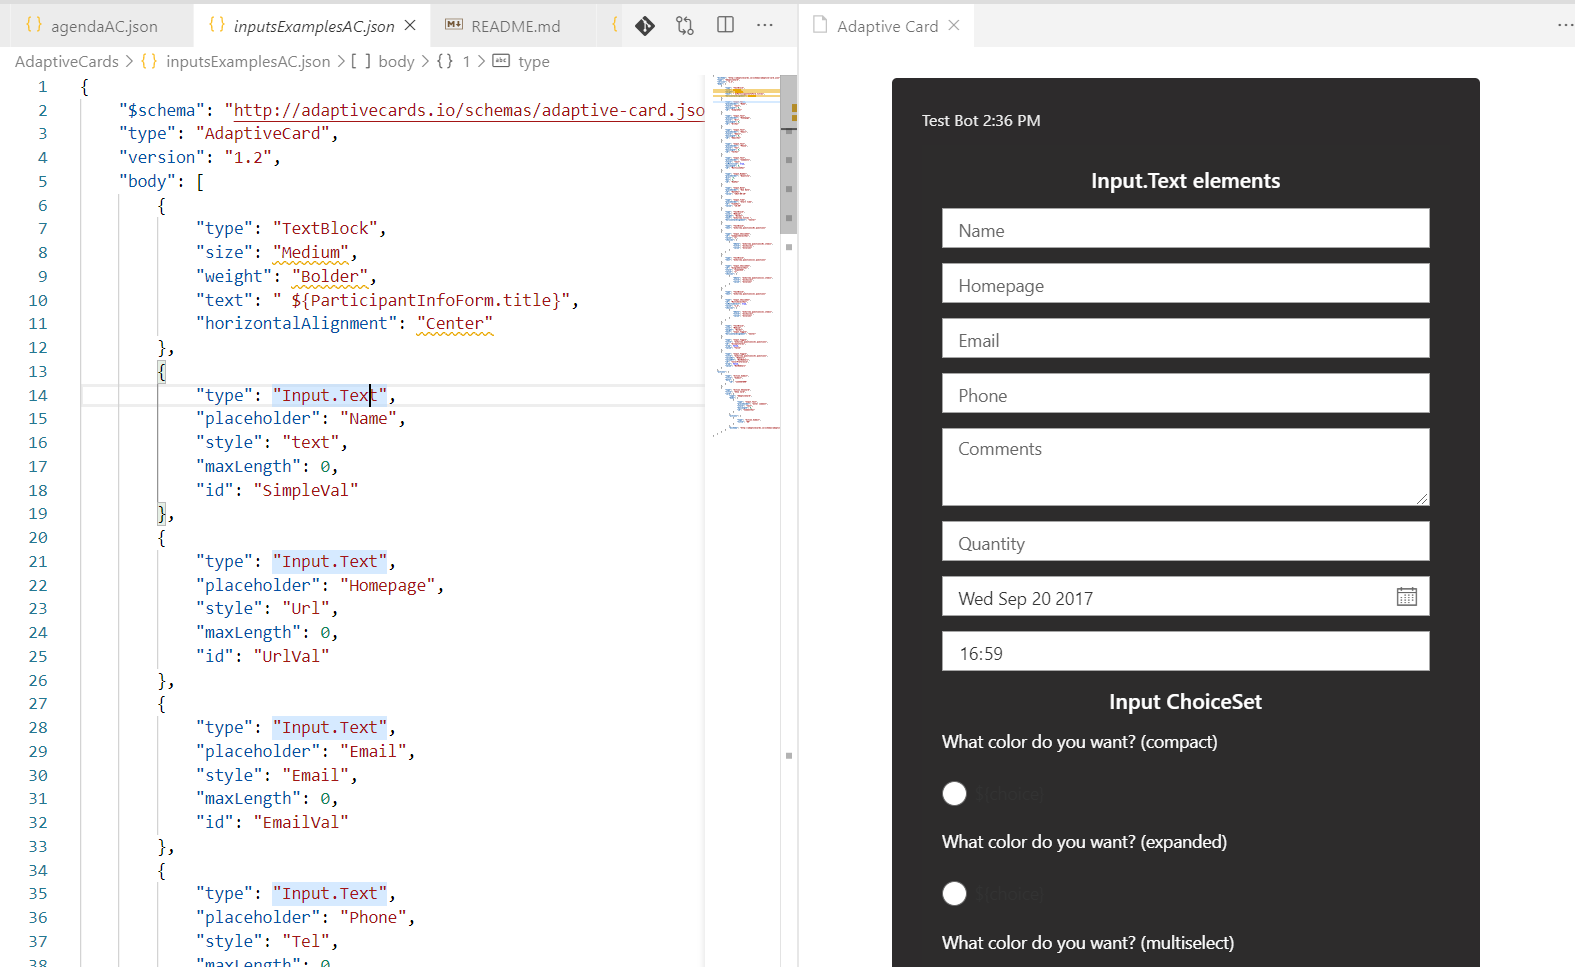 agendaAC.json
inputsExamplesAC.json
README.md
Adaptive Card
AdaptiveCards > {} inputsExamplesAC.json > [ ] body > {} 1 > abc type
1 {
2 "$schema": "http://adaptivecards.io/schemas/adaptive-card.jso
3 "type": "AdaptiveCard",
4 "version": "1.2",
5 "body": [
6 {
7 "type": "TextBlock",
8 "size": "Medium",
9 "weight": "Bolder",
10 "text": " ${ParticipantInfoForm.title}",
11 "horizontalAlignment": "Center"
12 },
13 {
14 "type": "Input.Text",
15 "placeholder": "Name",
16 "style": "text",
17 "maxLength": 0,
18 "id": "SimpleVal"
19 },
20 {
21 "type": "Input.Text",
22 "placeholder": "Homepage",
23 "style": "Url",
24 "maxLength": 0,
25 "id": "UrlVal"
26 },
27 {
28 "type": "Input.Text",
29 "placeholder": "Email",
30 "style": "Email",
31 "maxLength": 0,
32 "id": "EmailVal"
33 },
34 {
35 "type": "Input.Text",
36 "placeholder": "Phone",
37 "style": "Tel",
38 "maxLength": 0
Test Bot 2:36 PM
Input.Text elements
Name
Homepage
Email
Phone
Comments
Quantity
Wed Sep 20 2017
16:59
Input ChoiceSet
What color do you want? (compact)
${choice}
What color do you want? (expanded)
${choice}
What color do you want? (multiselect)